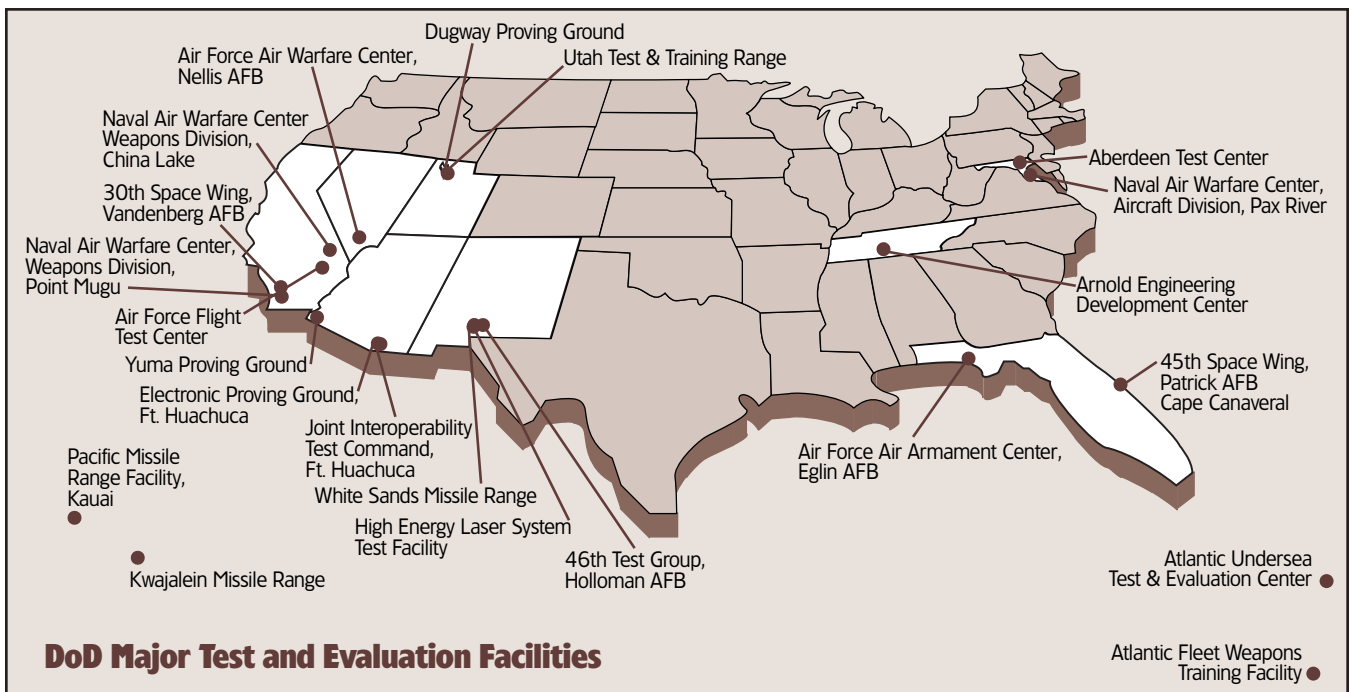 Dugway Proving Ground
Utah Test & Training Range
Air Force Air Warfare Center,
Nellis AFB
Naval Air Warfare Center
Weapons Division,
China Lake
30th Space Wing,
Vandenberg AFB
Naval Air Warfare Center,
Weapons Division,
Point Mugu
Air Force Flight
Test Center
Yuma Proving Ground
Electronic Proving Ground,
Ft. Huachuca
Joint Interoperability
Test Command,
Ft. Huachuca
White Sands Missile Range
High Energy Laser System
Test Facility
46th Test Group,
Holloman AFB
Aberdeen Test Center
Naval Air Warfare Center,
Aircraft Division, Pax River
Arnold Engineering
Development Center
45th Space Wing,
Patrick AFB
Cape Canaveral
Air Force Air Armament Center,
Eglin AFB
Pacific Missile
Range Facility,
Kauai
Kwajalein Missile Range
Atlantic Undersea
Test & Evaluation Center
Atlantic Fleet Weapons
Training Facility
DoD Major Test and Evaluation Facilities